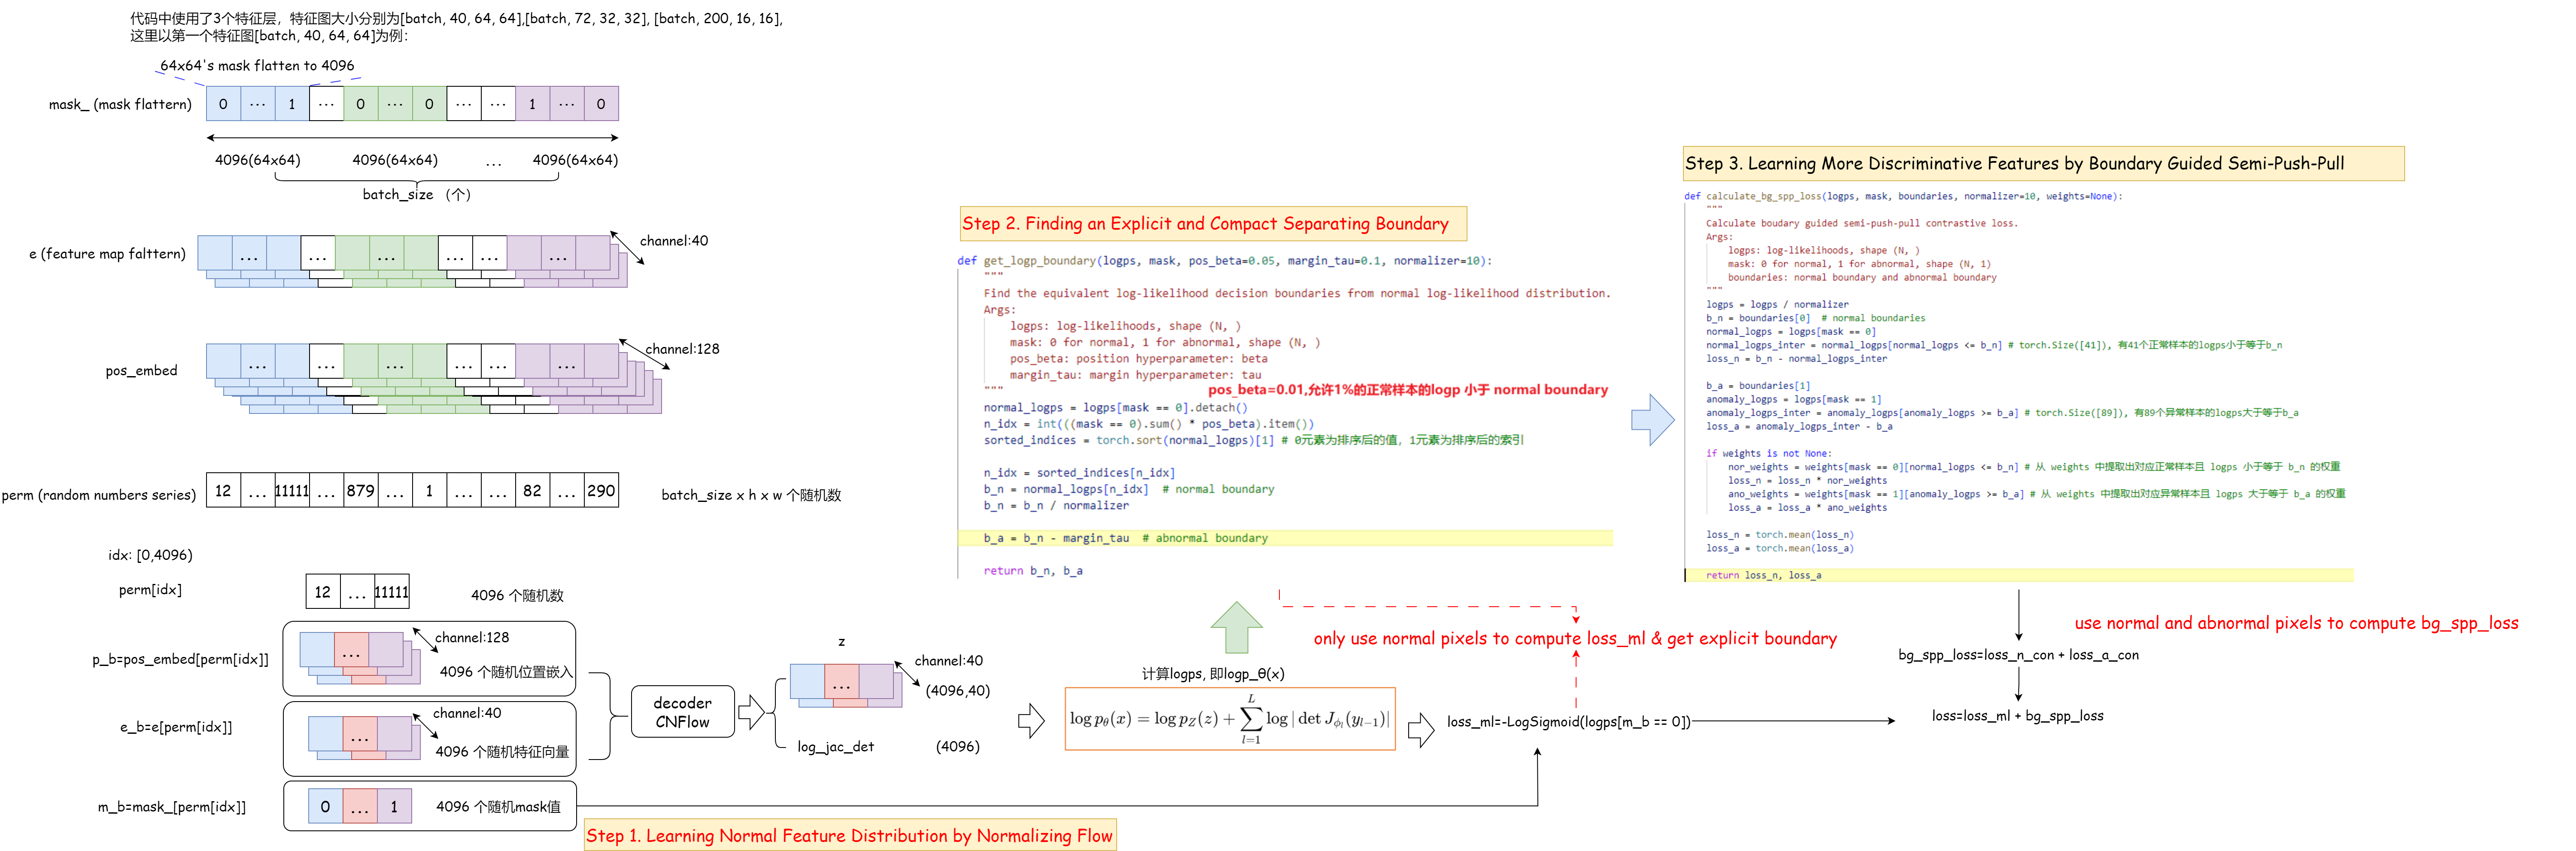 代码中使用了3个特征层，特征图大小分别为[batch, 40, 64, 64],[batch, 72, 32, 32], [batch, 200, 16, 16],
这里以第一个特征图[batch, 40, 64, 64]为例：
64x64's mask flatten to 4096
mask_ (mask flattern)
0 ... 1 ... 0 ... 0 ... ... 1 ... 0
4096(64x64) 4096(64x64) ... 4096(64x64)
batch_size （个）
e (feature map falttern)
... ... ... ... ... ...
channel:40
pos_embed
... ... ... ... ... ...
channel:128
perm (random numbers series)
12 ... 11111 ... 879 ... 1 ... ... 82 ... 290
batch_size x h x w 个随机数
idx: [0,4096)
perm[idx]
12 ... 11111
4096 个随机数
p_b=pos_embed[perm[idx]]
...
channel:128
4096 个随机位置嵌入
e_b=e[perm[idx]]
...
channel:40
4096 个随机特征向量
m_b=mask_[perm[idx]]
0 ... 1
4096 个随机mask值
decoder
CNFlow
z
...
channel:40
(4096,40)
log_jac_det
(4096)
Step 1. Learning Normal Feature Distribution by Normalizing Flow
计算logps, 即logp_θ(x)
log p_θ(x) = log p_Z(z) + ∑_{l=1}^{L} log | det J_{ϕ_l}(y_{l−1})|
Step 2. Finding an Explicit and Compact Separating Boundary
def get_logp_boundary(logps, mask, pos_beta=0.05, margin_tau=0.1, normalizer=10):
"""
Find the equivalent log-likelihood decision boundaries from normal log-likelihood distribution.
Args:
logps: log-likelihoods, shape (N, )
mask: 0 for normal, 1 for abnormal, shape (N, )
pos_beta: position hyperparameter: beta
margin_tau: margin hyperparameter: tau
"""
pos_beta=0.01,允许1%的正常样本的logp 小于 normal boundary
normal_logps = logps[mask == 0].detach()
n_idx = int(((mask == 0).sum() * pos_beta).item())
sorted_indices = torch.sort(normal_logps)[1] # 0元素为排序后的值，1元素为排序后的索引
n_idx = sorted_indices[n_idx]
b_n = normal_logps[n_idx]  # normal boundary
b_n = b_n / normalizer
b_a = b_n - margin_tau  # abnormal boundary
return b_n, b_a
only use normal pixels to compute loss_ml & get explicit boundary
loss_ml=-LogSigmoid(logps[m_b == 0])
Step 3. Learning More Discriminative Features by Boundary Guided Semi-Push-Pull
def calculate_bg_spp_loss(logps, mask, boundaries, normalizer=10, weights=None):
"""
Calculate boudary guided semi-push-pull contrastive loss.
Args:
logps: log-likelihoods, shape (N, )
mask: 0 for normal, 1 for abnormal, shape (N, 1)
boundaries: normal boundary and abnormal boundary
"""
logps = logps / normalizer
b_n = boundaries[0]  # normal boundaries
normal_logps = logps[mask == 0]
normal_logps_inter = normal_logps[normal_logps <= b_n] # torch.Size([41]), 有41个正常样本的logps小于等于b_n
loss_n = b_n - normal_logps_inter
b_a = boundaries[1]
anomaly_logps = logps[mask == 1]
anomaly_logps_inter = anomaly_logps[anomaly_logps >= b_a] # torch.Size([89]), 有89个异常样本的logps大于等于b_a
loss_a = anomaly_logps_inter - b_a
if weights is not None:
nor_weights = weights[mask == 0][normal_logps <= b_n] # 从 weights 中提取出对应正常样本且 logps 小于等于 b_n 的权重
loss_n = loss_n * nor_weights
ano_weights = weights[mask == 1][anomaly_logps >= b_a] # 从 weights 中提取出对应异常样本且 logps 大于等于 b_a 的权重
loss_a = loss_a * ano_weights
loss_n = torch.mean(loss_n)
loss_a = torch.mean(loss_a)
return loss_n, loss_a
use normal and abnormal pixels to compute bg_spp_loss
bg_spp_loss=loss_n_con + loss_a_con
loss=loss_ml + bg_spp_loss